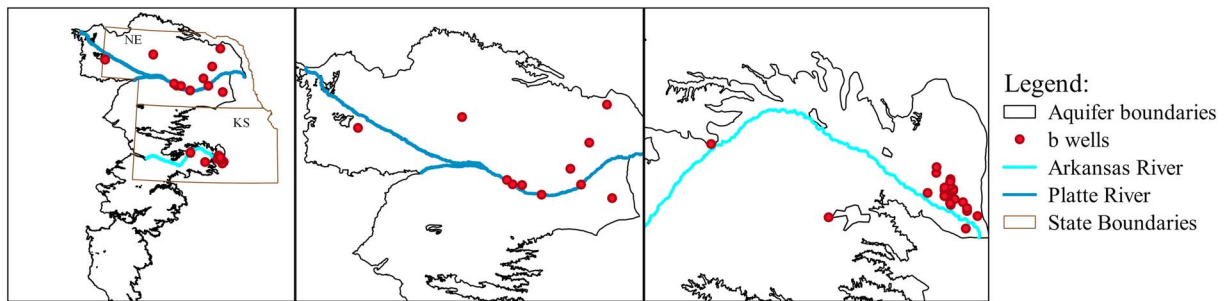 NE
KS
Legend:
Aquifer boundaries
b wells
Arkansas River
Platte River
State Boundaries